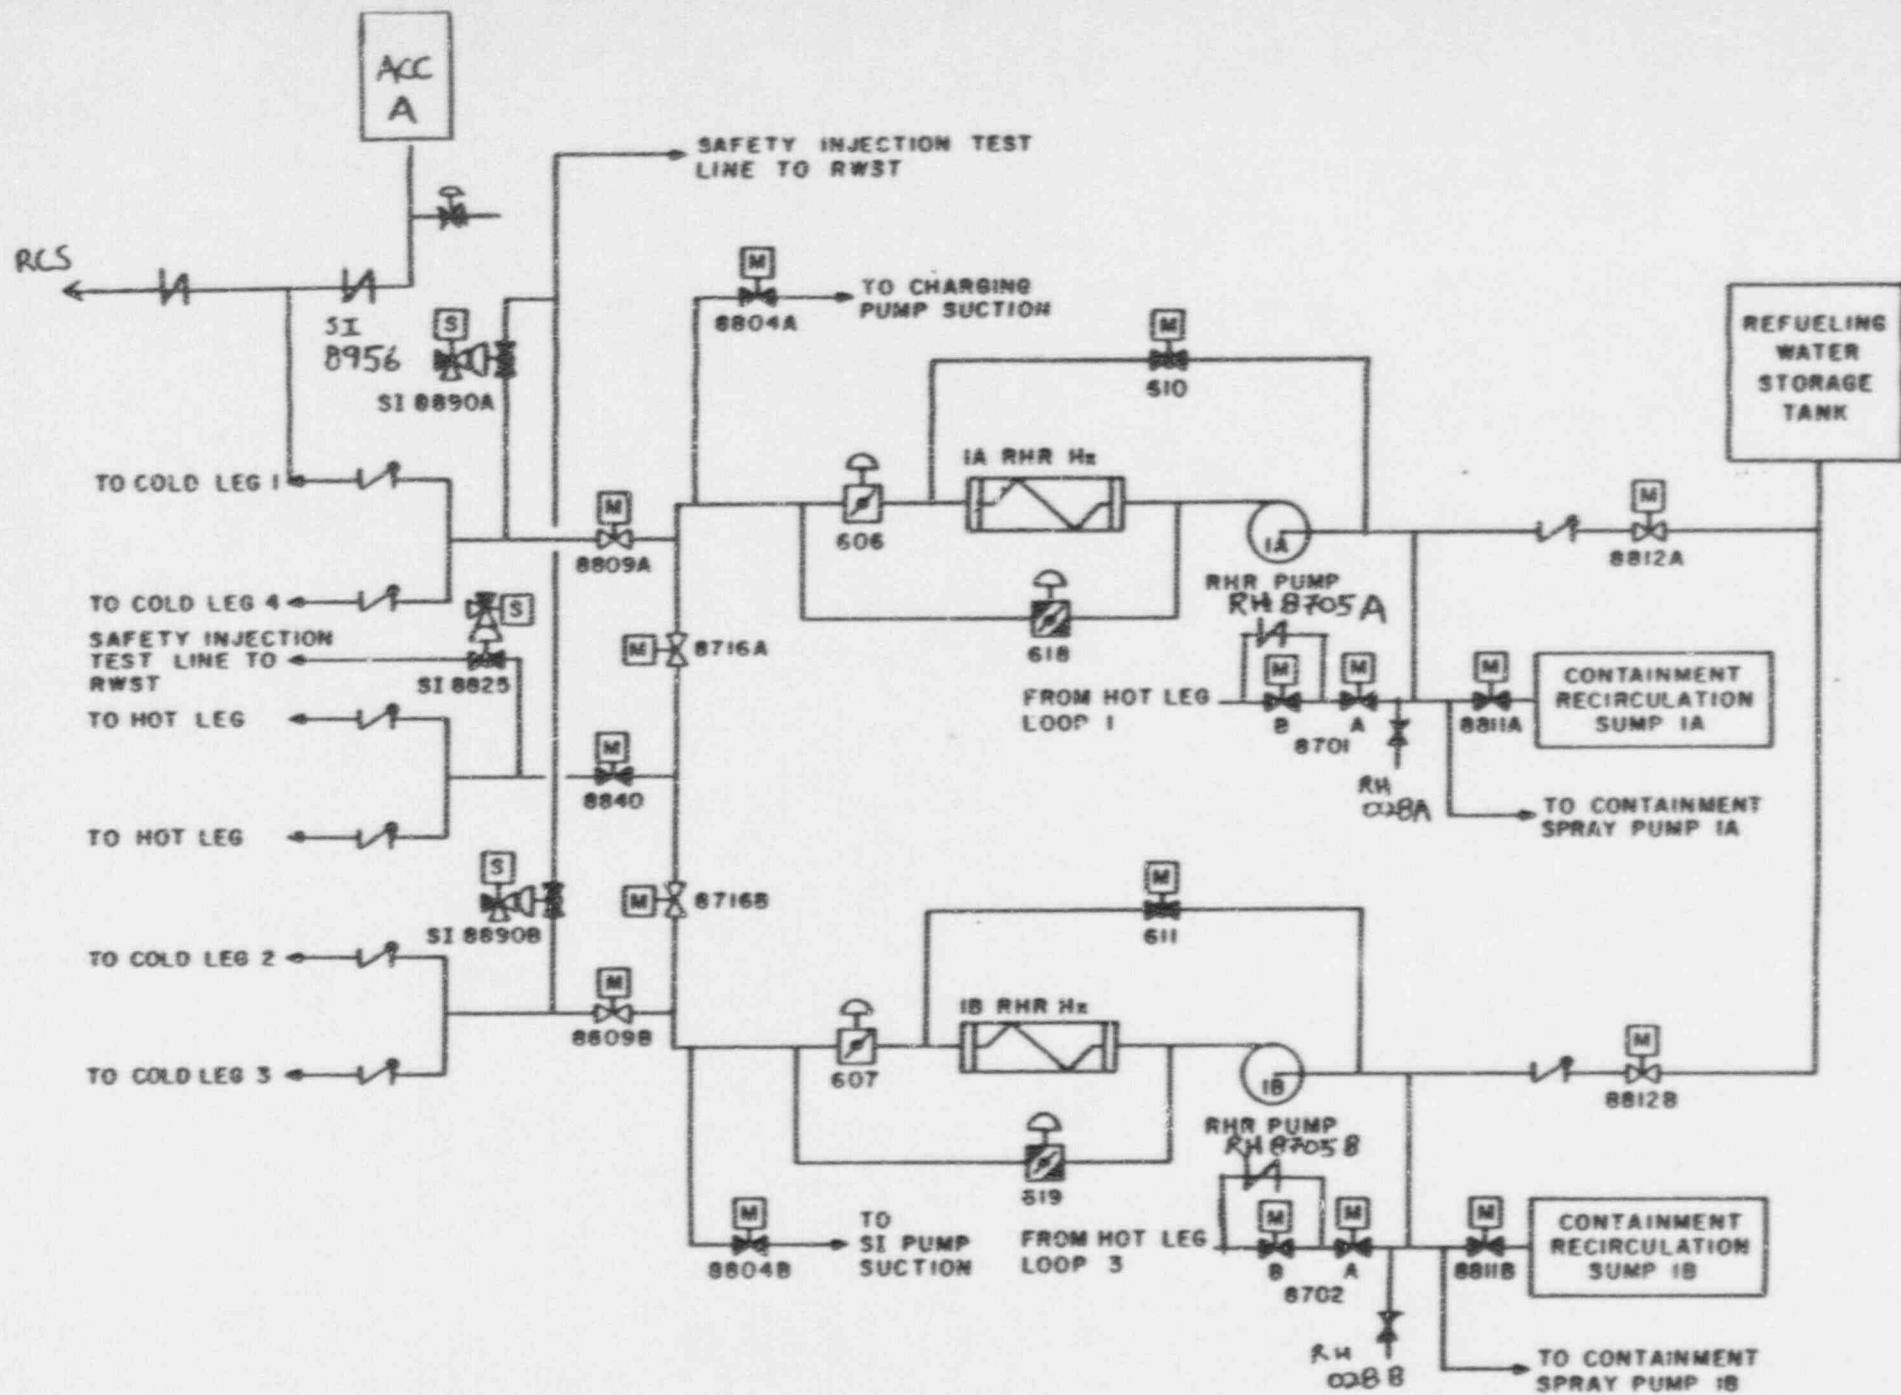 ACC
A
SAFETY INJECTION TEST
LINE TO RWST
RCS
M
TO CHARGING
PUMP SUCTION
8804A
SI
8956
S
SI 8890A
M
610
REFUELING
WATER
STORAGE
TANK
1A RHR Hx
TO COLD LEG 1
M
8809A
606
1A
M
8812A
RHR PUMP
RH 8705A
TO COLD LEG 4
S
SAFETY INJECTION
TEST LINE TO
RWST
SI 8825
M
8716A
618
FROM HOT LEG
LOOP 1
M
B
M
A
8701
M
8811A
CONTAINMENT
RECIRCULATION
SUMP 1A
TO HOT LEG
M
8840
RH
028A
TO CONTAINMENT
SPRAY PUMP 1A
TO HOT LEG
S
SI 8890B
M
8716B
M
611
TO COLD LEG 2
M
8809B
1B RHR Hx
607
1B
M
8812B
TO COLD LEG 3
RHR PUMP
RH 8705B
619
M
8804B
TO
SI PUMP
SUCTION
FROM HOT LEG
LOOP 3
M
B
M
A
8702
M
8811B
CONTAINMENT
RECIRCULATION
SUMP 1B
RH
028B
TO CONTAINMENT
SPRAY PUMP 1B